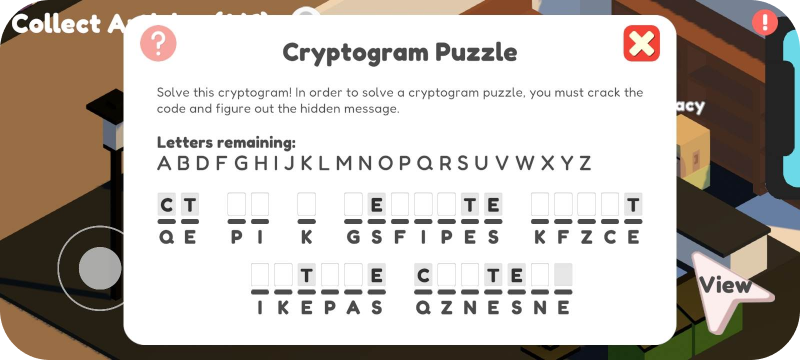 Collect
?
Cryptogram Puzzle
!
Solve this cryptogram! In order to solve a cryptogram puzzle, you must crack the
code and figure out the hidden message.
acy
Letters remaining:
A B D F G H I J K L M N O P Q R S U V W X Y Z
C T E T E T
Q E P I K G S F I P E S K F Z C E
T E C T E
I K E P A S Q Z N E S N E
View